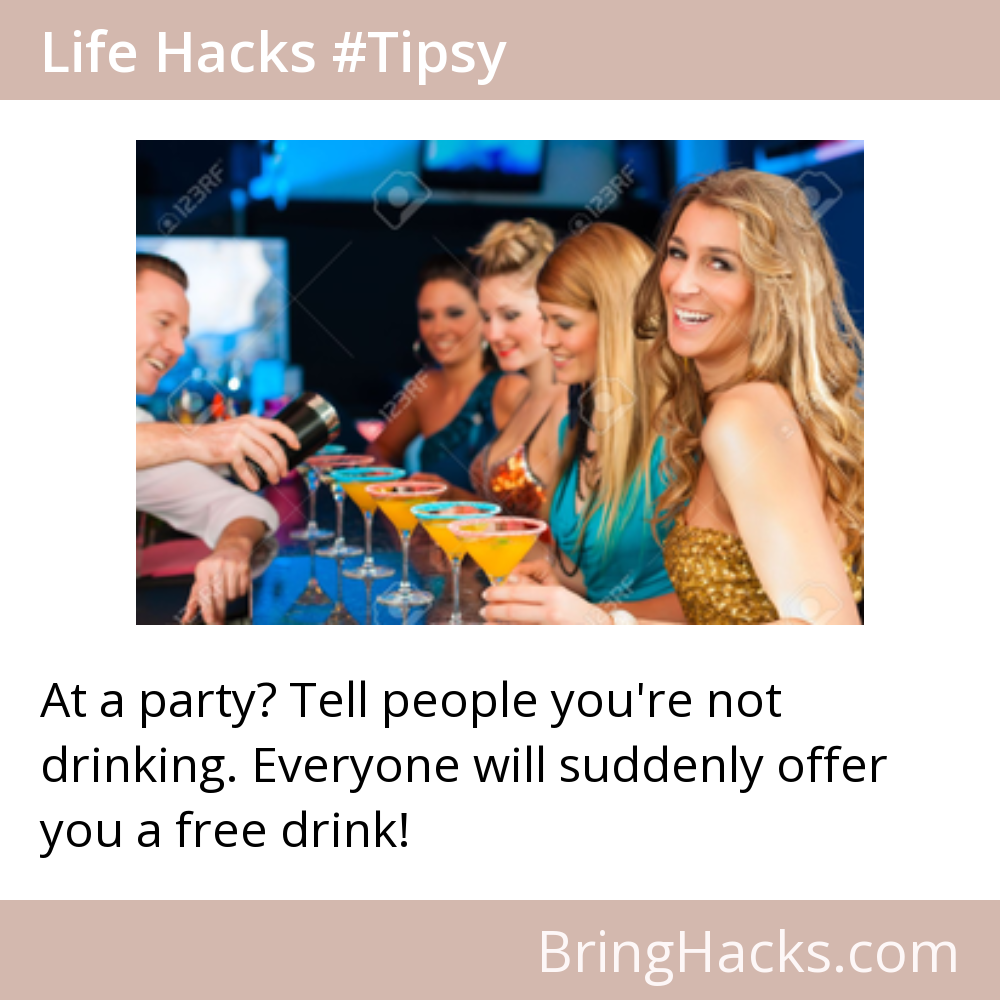 Life Hacks #Tipsy
123RF
123RF
123RF
123RF
123RF
At a party? Tell people you're not
drinking. Everyone will suddenly offer
you a free drink!
BringHacks.com